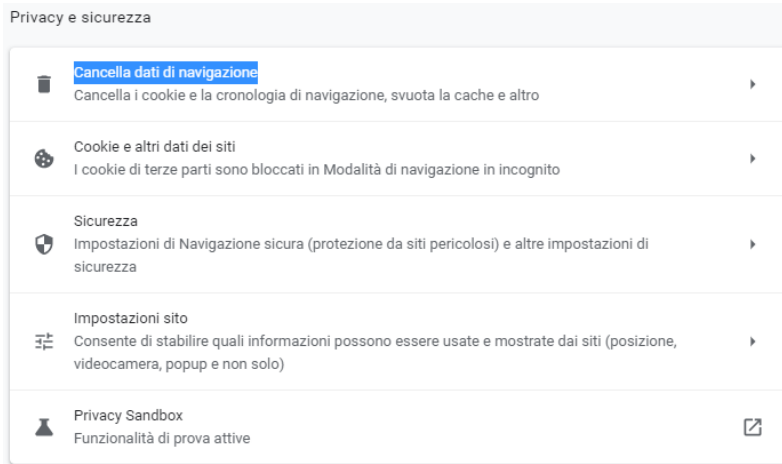 Privacy e sicurezza
Cancella dati di navigazione
Cancella i cookie e la cronologia di navigazione, svuota la cache e altro
Cookie e altri dati dei siti
I cookie di terze parti sono bloccati in Modalità di navigazione in incognito
Sicurezza
Impostazioni di Navigazione sicura (protezione da siti pericolosi) e altre impostazioni di
sicurezza
Impostazioni sito
Consente di stabilire quali informazioni possono essere usate e mostrate dai siti (posizione,
videocamera, popup e non solo)
Privacy Sandbox
Funzionalità di prova attive